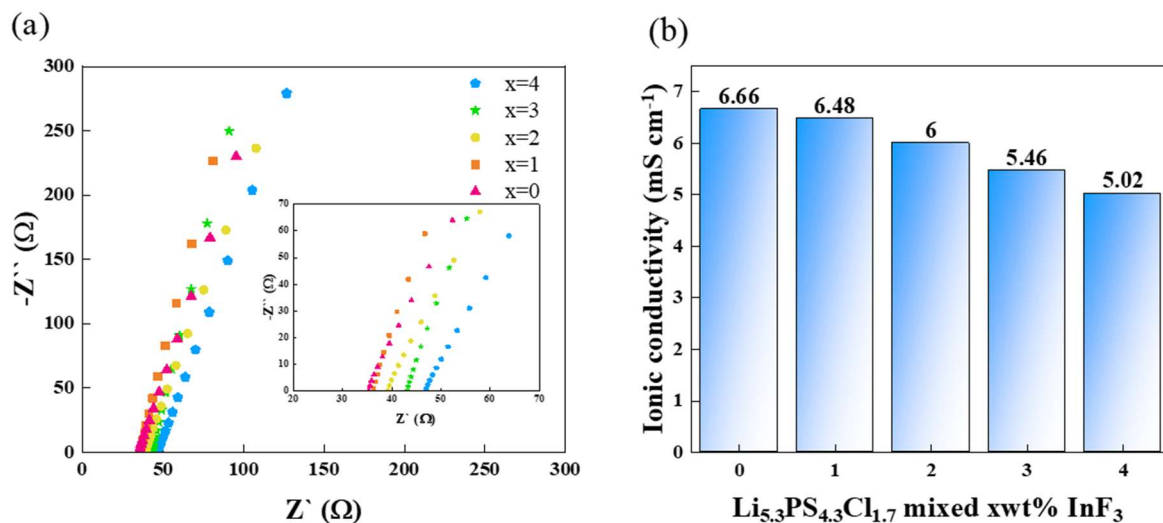 (a)
300
250
200
150
100
50
0
-Z`` (Ω)
x=4
x=3
x=2
x=1
x=0
70
60
50
40
30
20
10
0
-Z`` (Ω)
20 30 40 50 60 70
Z` (Ω)
0 50 100 150 200 250 300
Z` (Ω)
(b)
7
6
5
4
3
2
1
0
Ionic conductivity (mS cm⁻¹)
6.66 6.48 6 5.46 5.02
0 1 2 3 4
Li₅.₃PS₄.₃Cl₁.₇ mixed xwt% InF₃